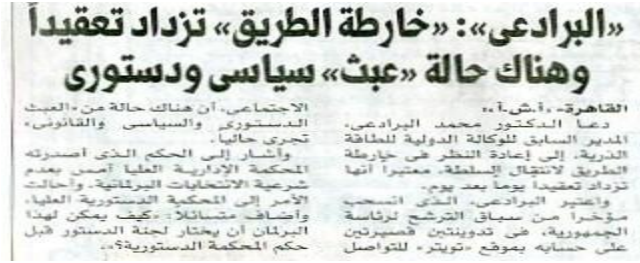 «البرادعى»: «خارطة الطريق» تزداد تعقيداً
وهناك حالة «عبث» سياسى ودستورى
القاهرة- «أ.ش.أ»:
دعا الدكتور محمد البرادعى،
المدير السابق للوكالة الدولية للطاقة
الذرية، إلى إعادة النظر فى خارطة
الطريق لانتقال السلطة، معتبرا أنها
تزداد تعقيدا يوما بعد يوم.
واعتبر البرادعى، الذى انسحب
مؤخرا من سباق الترشح لرئاسة
الجمهورية، فى تدوينتين قصيرتين
على حسابه بموقع «تويتر» للتواصل
الاجتماعى، أن هناك حالة من «العبث
الدستورى والسياسى والقانونى»
تجرى حالياً.
وأشار إلى الحكم الذى أصدرته
المحكمة الإدارية العليا أمس بعدم
شرعية الانتخابات البرلمانية، وأحالت
الأمر إلى المحكمة الدستورية العليا،
وأضاف متسائلاً: «كيف يمكن لهذا
البرلمان أن يختار لجنة الدستور قبل
حكم المحكمة الدستورية؟».